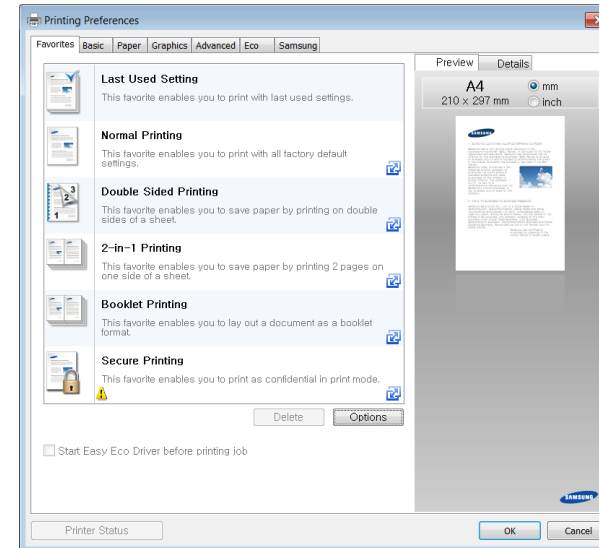 Printing Preferences
Favorites Basic Paper Graphics Advanced Eco Samsung
Last Used Setting
This favorite enables you to print with last used settings.
Normal Printing
This favorite enables you to print with all factory default
settings.
Double Sided Printing
This favorite enables you to save paper by printing on double
sides of a sheet.
2-in-1 Printing
This favorite enables you to save paper by printing 2 pages on
one side of a sheet.
Booklet Printing
This favorite enables you to lay out a document as a booklet
format.
Secure Printing
This favorite enables you to print as confidential in print mode.
Delete Options
Start Easy Eco Driver before printing job
Printer Status
Preview Details
A4
210 x 297 mm
mm
inch
SAMSUNG
SAMSUNG
OK Cancel
1
2
3